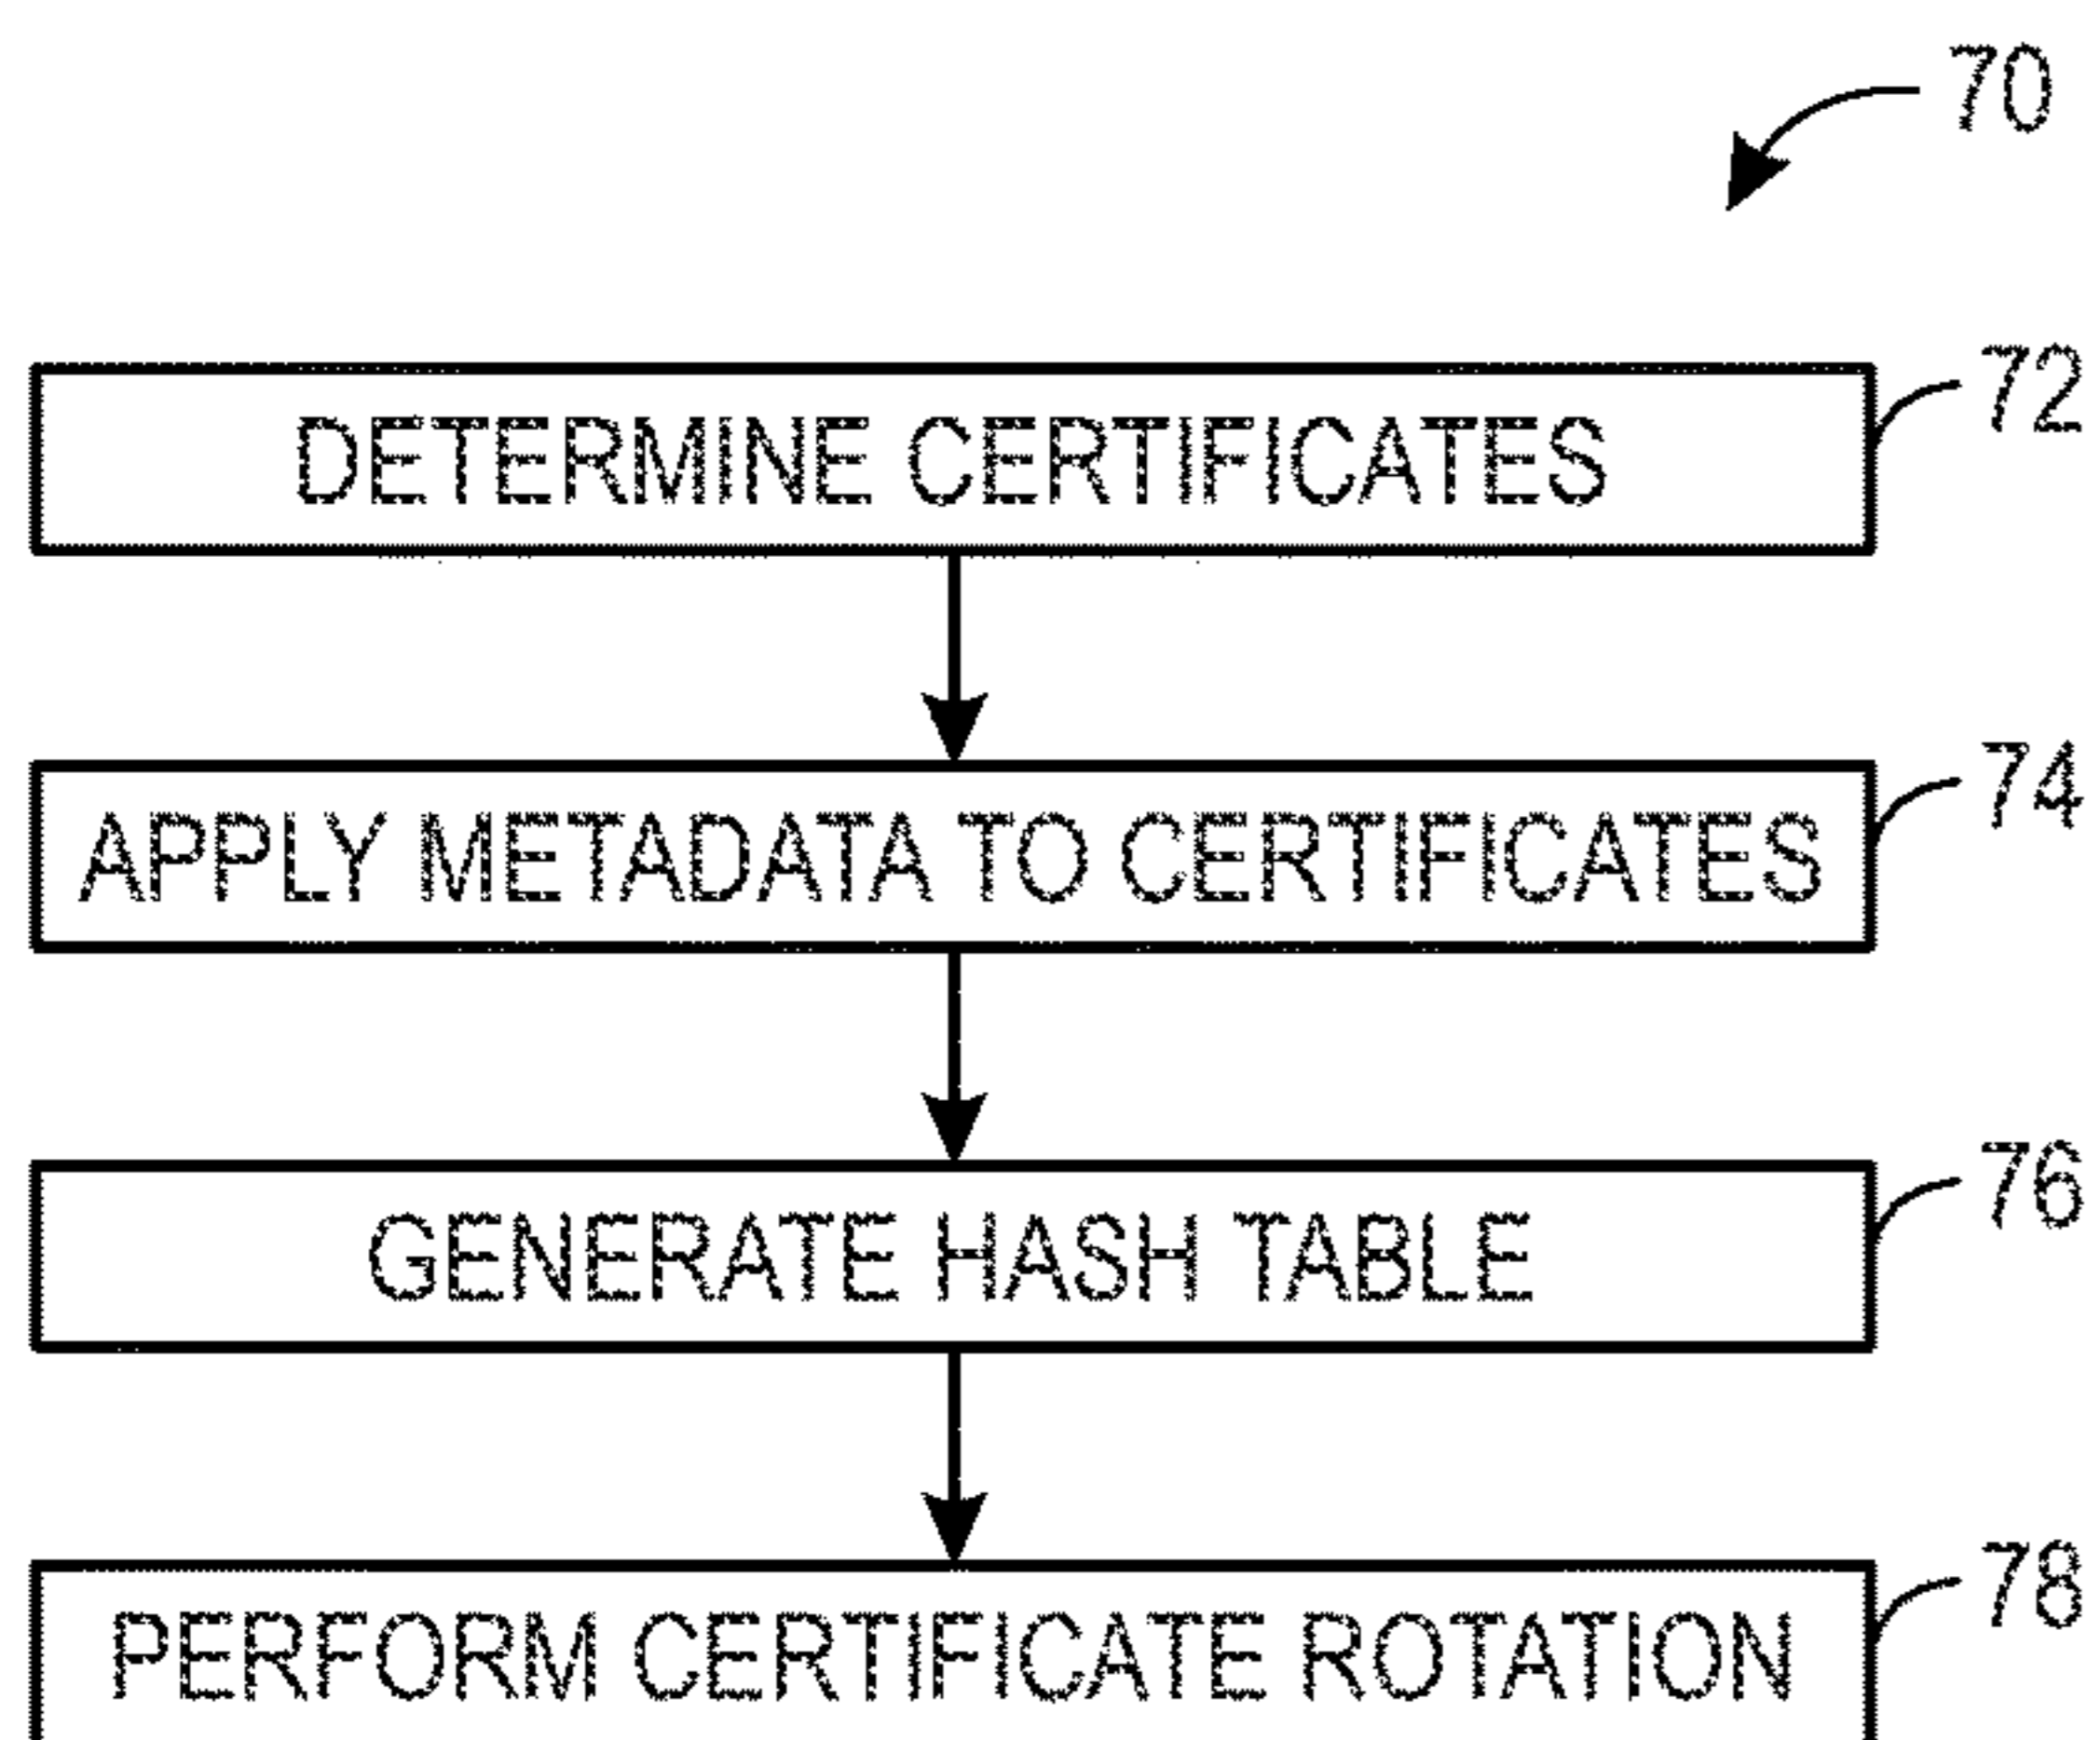 70
DETERMINE CERTIFICATES
72
APPLY METADATA TO CERTIFICATES
74
GENERATE HASH TABLE
76
PERFORM CERTIFICATE ROTATION
78